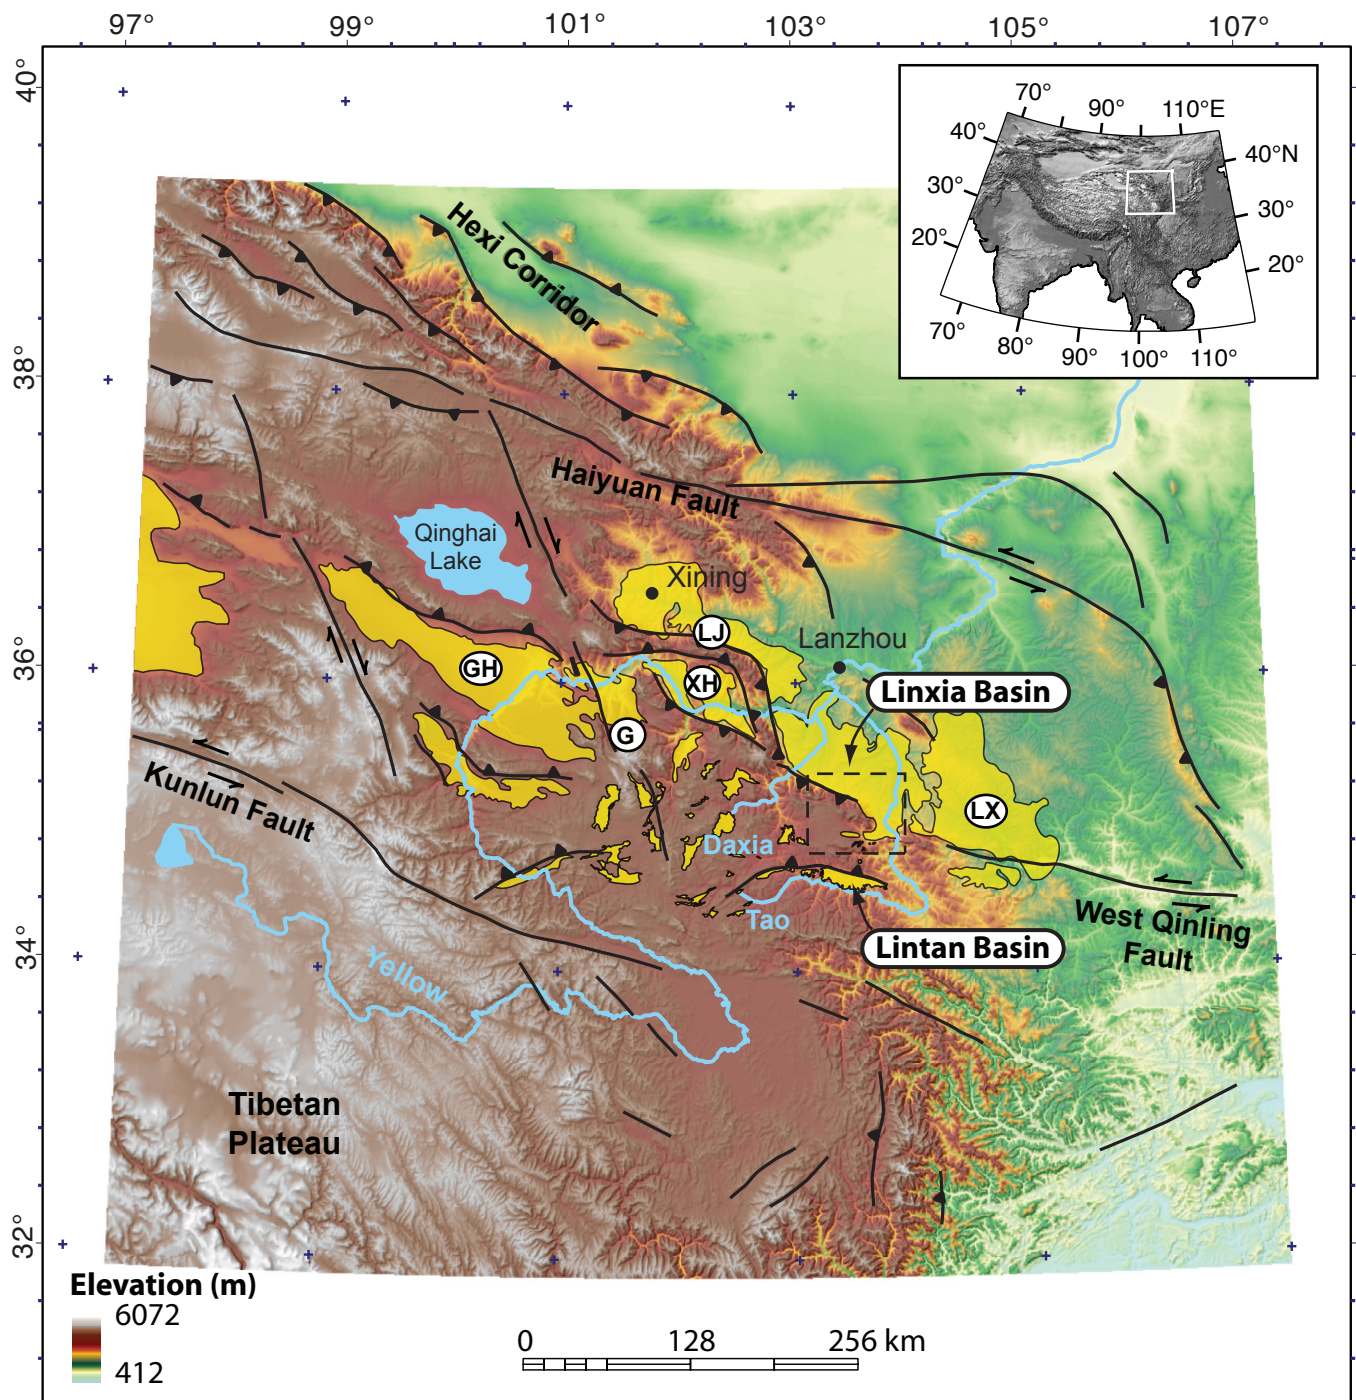 97°
99°
101°
103°
105°
107°
40°
38°
36°
34°
32°
70°
90°
110°E
40°
40°N
30°
30°
20°
20°
70°
80°
90°
100°
110°
Hexi Corridor
Haiyuan Fault
Qinghai
Lake
Xining
LJ
Lanzhou
GH
XH
Linxia Basin
G
Kunlun Fault
LX
Daxia
Tao
West Qinling
Fault
Lintan Basin
Yellow
Tibetan
Plateau
Elevation (m)
6072
412
0
128
256 km